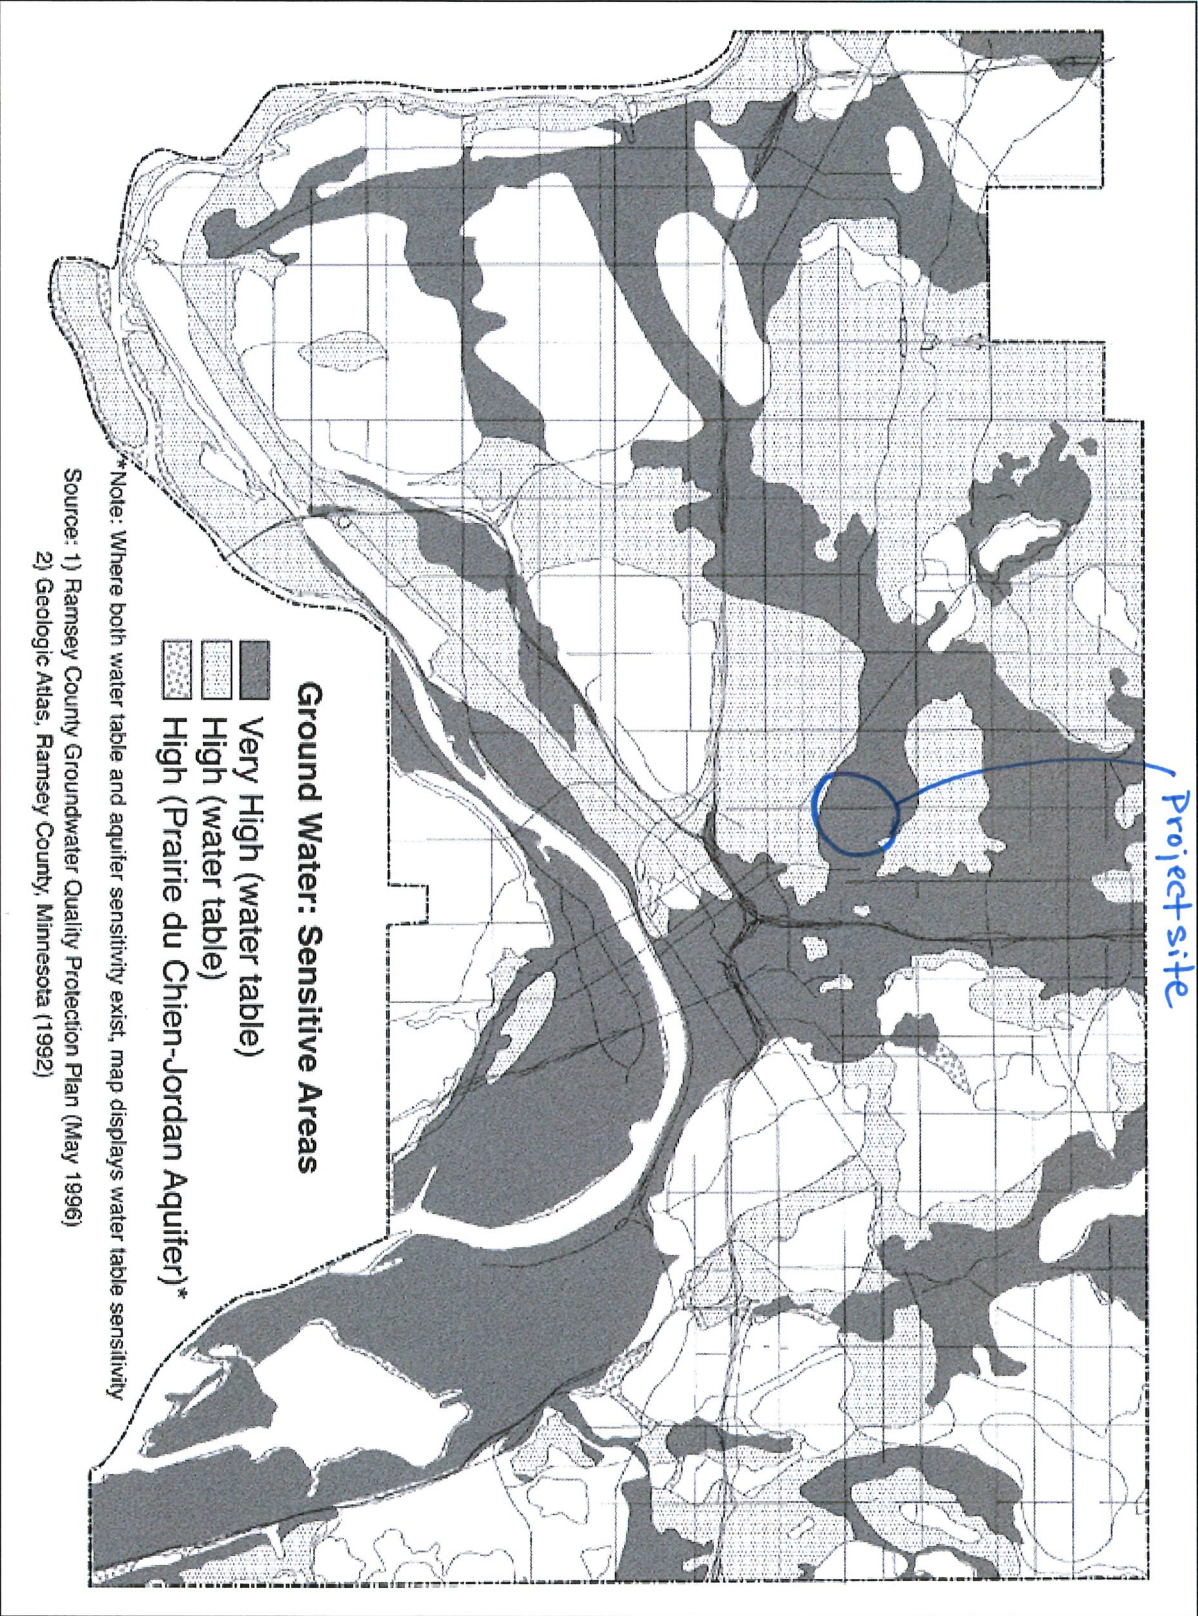 Project site
Ground Water: Sensitive Areas
Very High (water table)
High (water table)
High (Prairie du Chien-Jordan Aquifer)*
*Note: Where both water table and aquifer sensitivity exist, map displays water table sensitivity
Source: 1) Ramsey County Groundwater Quality Protection Plan (May 1996)
2) Geologic Atlas, Ramsey County, Minnesota (1992)